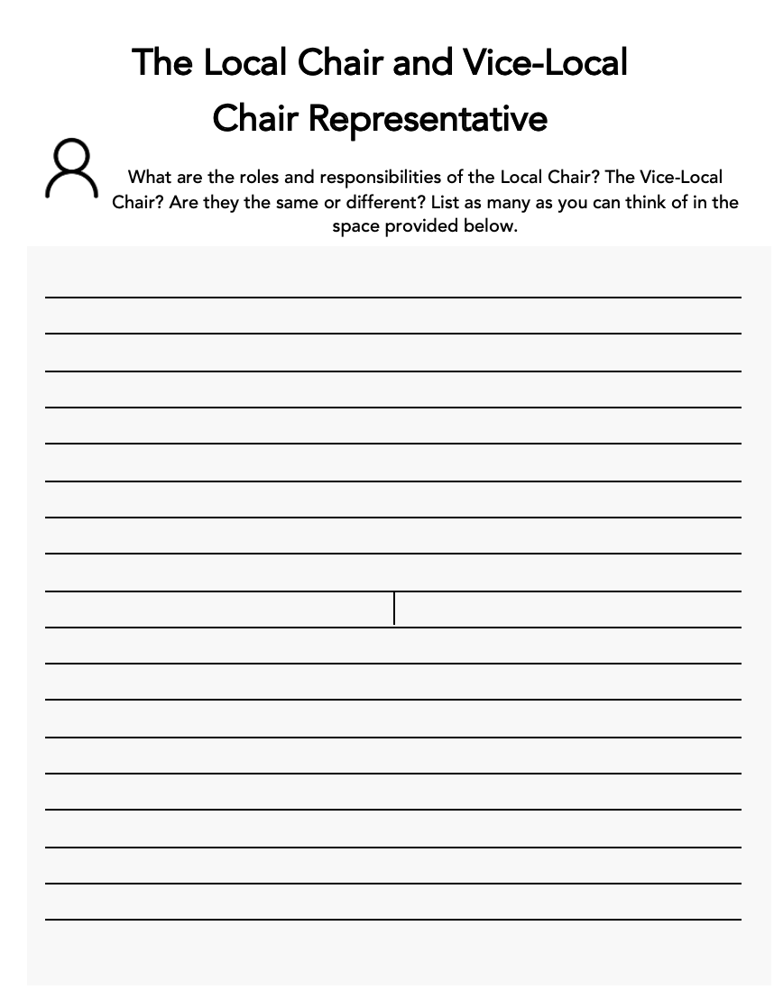 The Local Chair and Vice-Local
Chair Representative
What are the roles and responsibilities of the Local Chair? The Vice-Local
Chair? Are they the same or different? List as many as you can think of in the
space provided below.